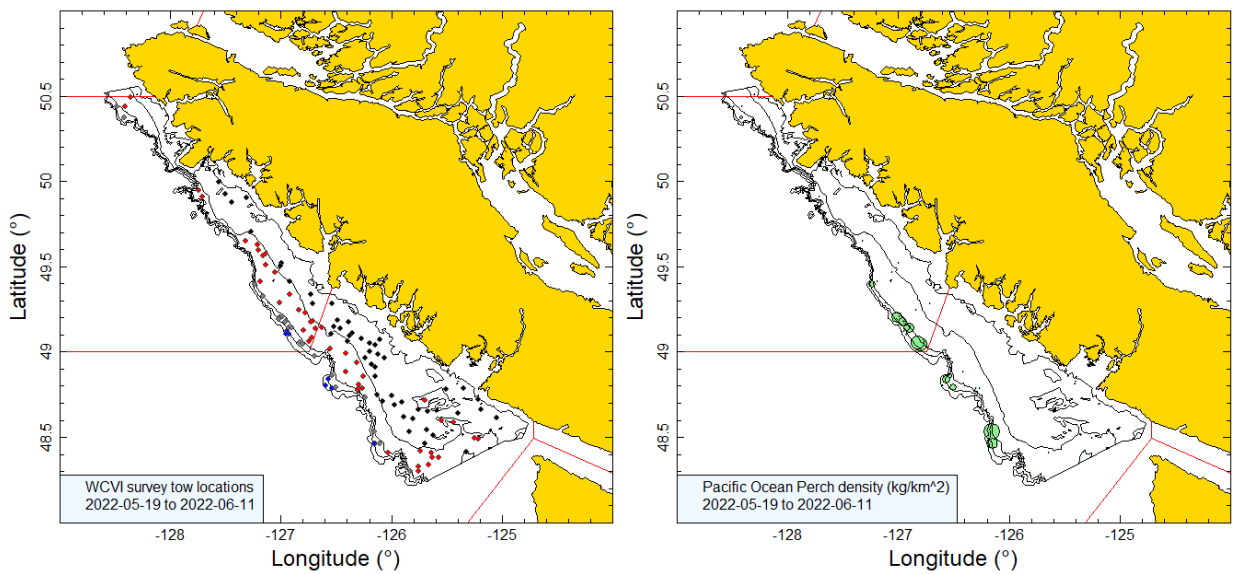 50.5
50
49.5
49
48.5
Latitude (°)
-128
-127
-126
-125
Longitude (°)
WCVI survey tow locations
2022-05-19 to 2022-06-11
50.5
50
49.5
49
48.5
Latitude (°)
-128
-127
-126
-125
Longitude (°)
Pacific Ocean Perch density (kg/km^2)
2022-05-19 to 2022-06-11